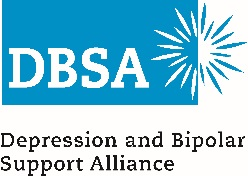 DBSA
Depression and Bipolar
Support Alliance